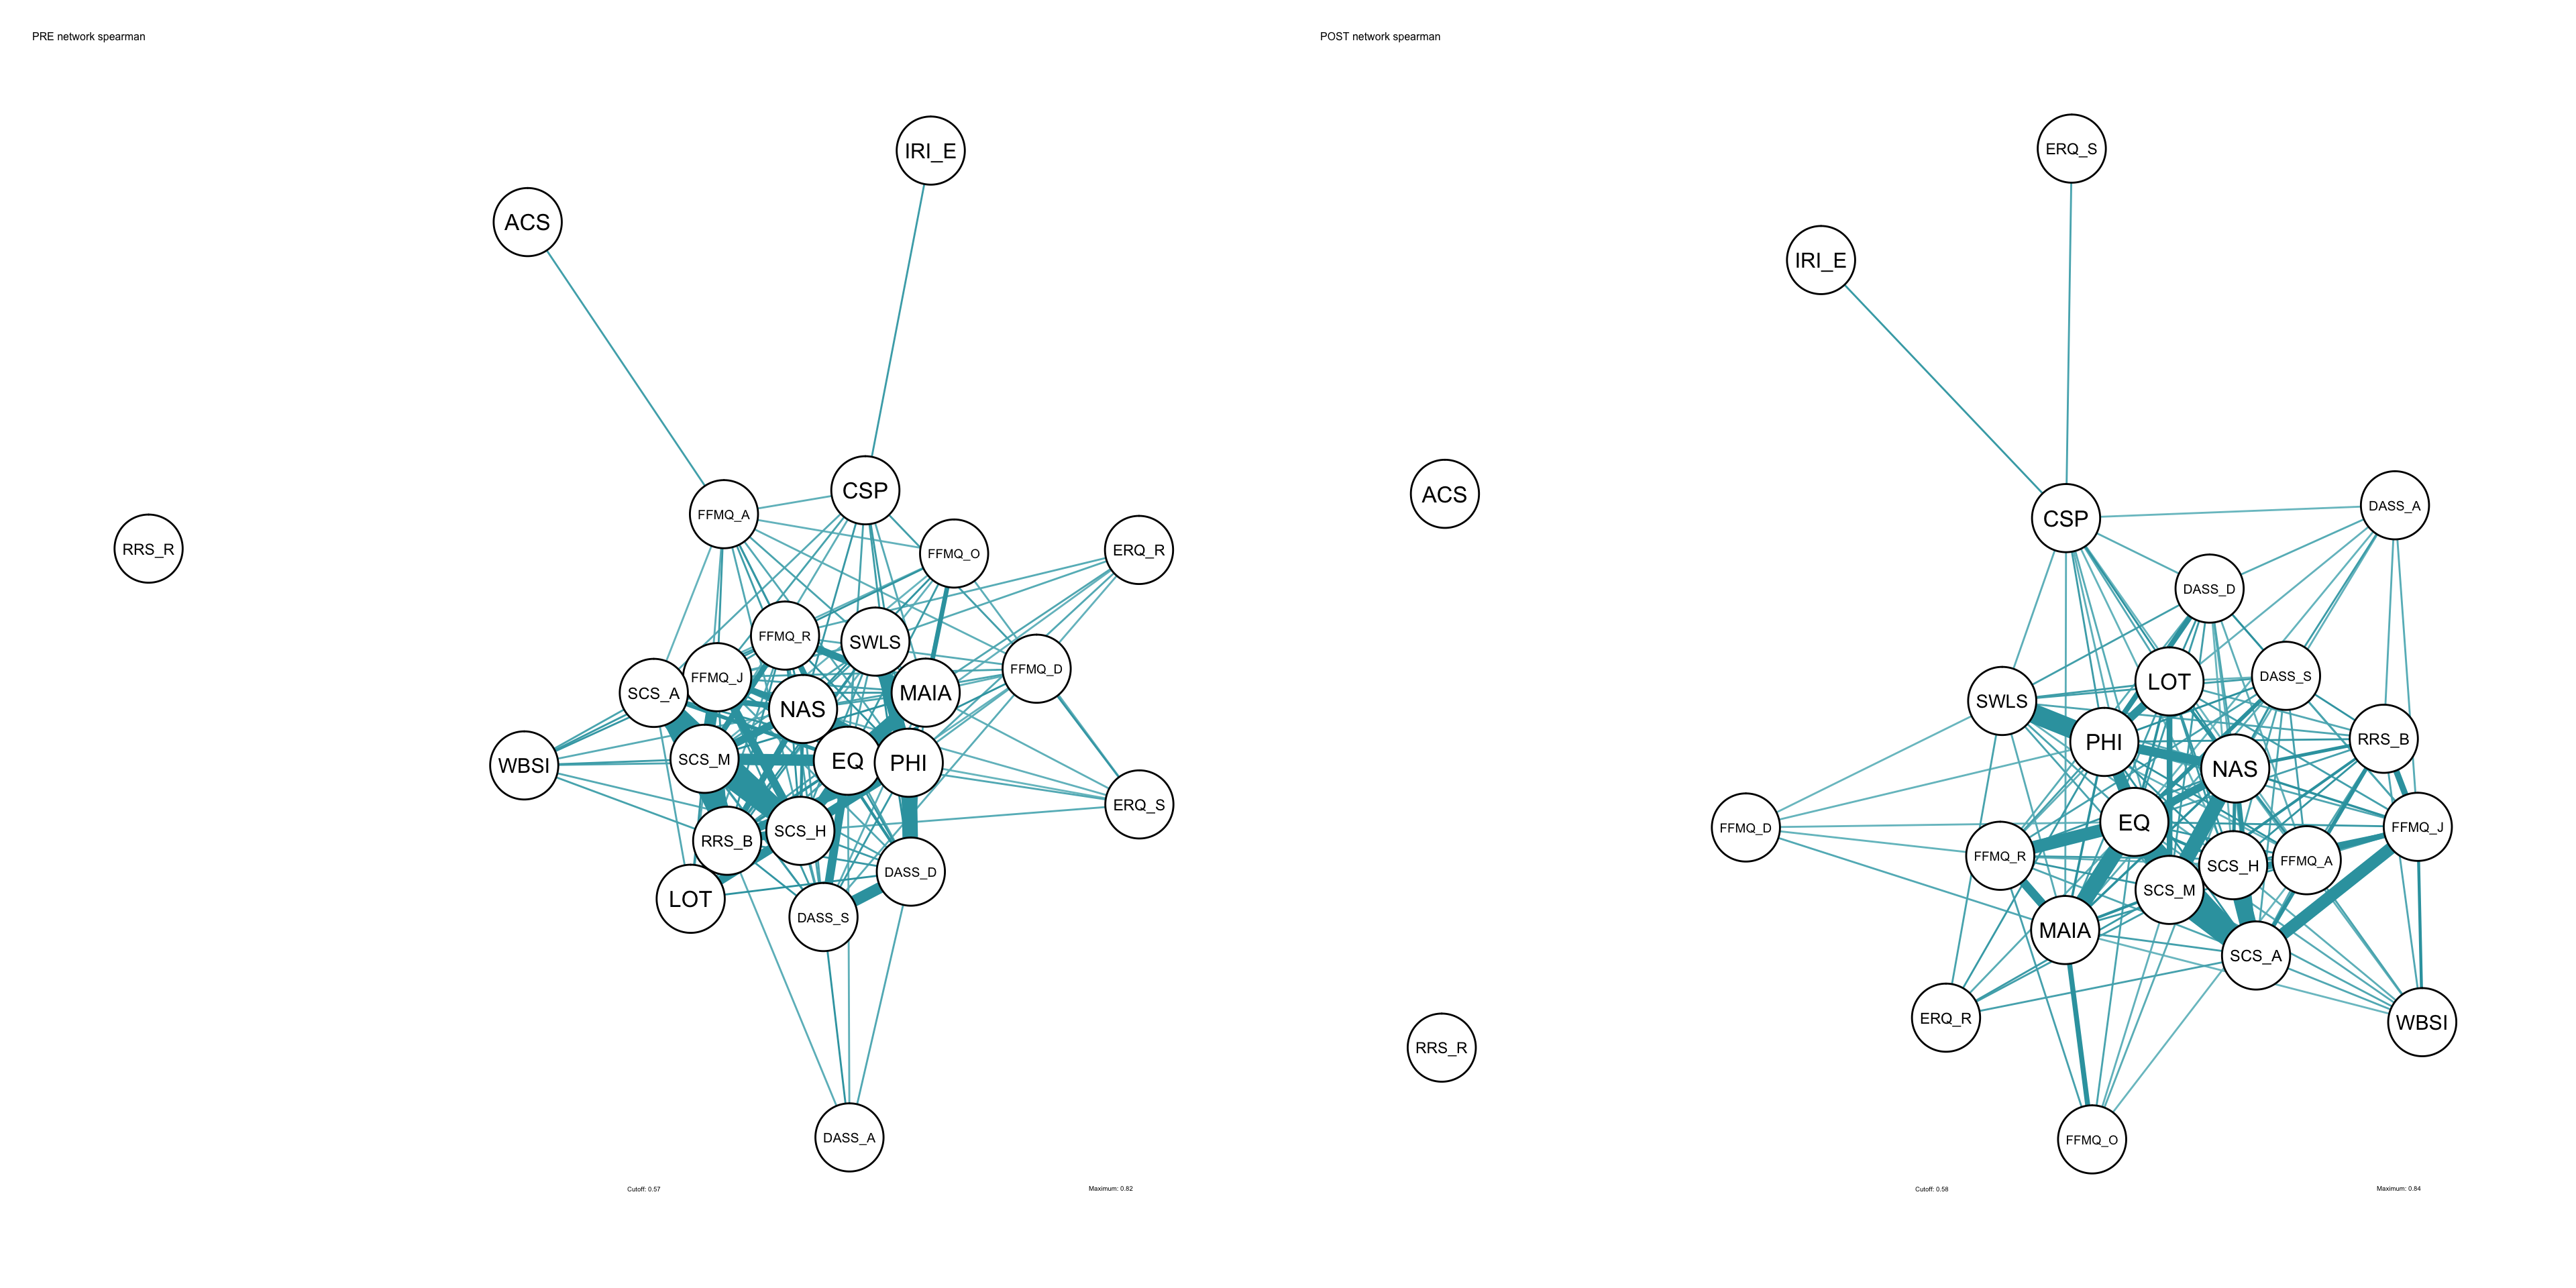 PRE network spearman
IRI_E
ACS
CSP
FFMQ_A
FFMQ_O
ERQ_R
RRS_R
FFMQ_R
SWLS
FFMQ_D
FFMQ_J
SCS_A
MAIA
NAS
SCS_M
EQ
PHI
WBSI
ERQ_S
SCS_H
RRS_B
DASS_D
LOT
DASS_S
DASS_A
Cutoff: 0.57
Maximum: 0.82
POST network spearman
ERQ_S
IRI_E
ACS
DASS_A
CSP
DASS_D
DASS_S
LOT
SWLS
RRS_B
PHI
NAS
EQ
FFMQ_D
FFMQ_J
FFMQ_R
FFMQ_A
SCS_H
SCS_M
MAIA
SCS_A
ERQ_R
WBSI
RRS_R
FFMQ_O
Cutoff: 0.58
Maximum: 0.84